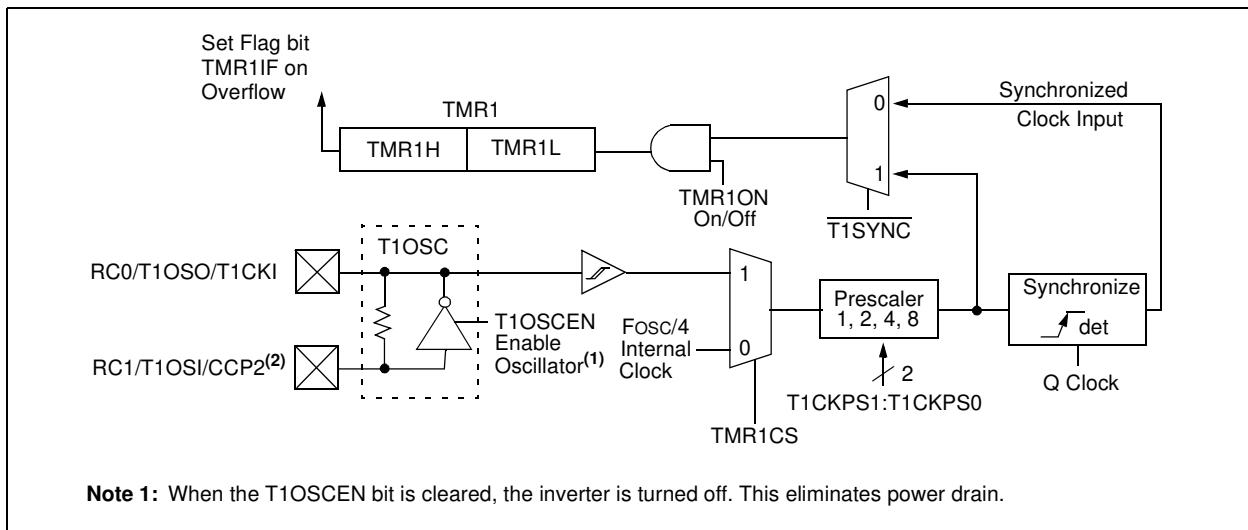 Set Flag bit
TMR1IF on
Overflow
TMR1
TMR1H
TMR1L
TMR1ON
On/Off
0
1
T1SYNC
Synchronized
Clock Input
RC0/T1OSO/T1CKI
T1OSC
RC1/T1OSI/CCP2(2)
T1OSCEN
Enable
Oscillator(1)
FOSC/4
Internal
Clock
1
0
TMR1CS
Prescaler
1, 2, 4, 8
2
T1CKPS1:T1CKPS0
Synchronize
det
Q Clock
Note 1: When the T1OSCEN bit is cleared, the inverter is turned off. This eliminates power drain.